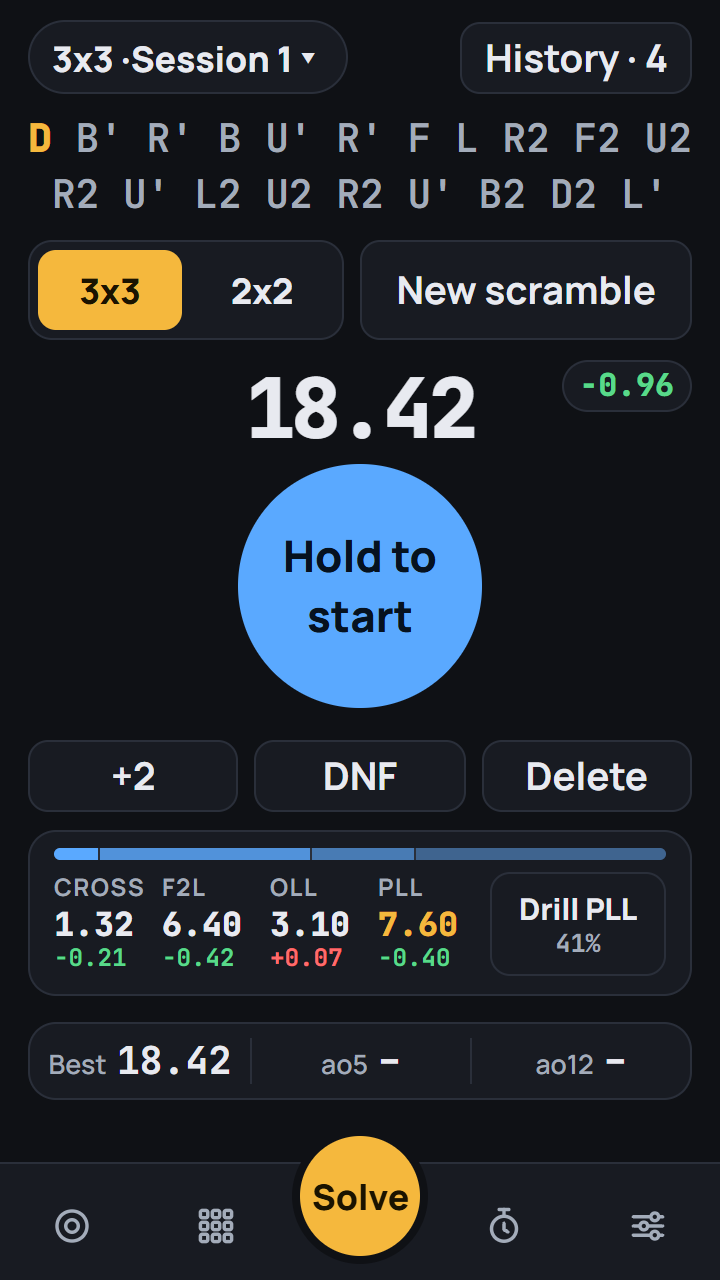 3x3 ·Session 1 ▾
History · 4
D B' R' B U' R' F L R2 F2 U2
R2 U' L2 U2 R2 U' B2 D2 L'
3x3 2x2 New scramble
18.42
-0.96
Hold to
start
+2 DNF Delete
CROSS F2L OLL PLL
1.32 6.40 3.10 7.60
-0.21 -0.42 +0.07 -0.40
Drill PLL
41%
Best 18.42 ao5 – ao12 –
Solve